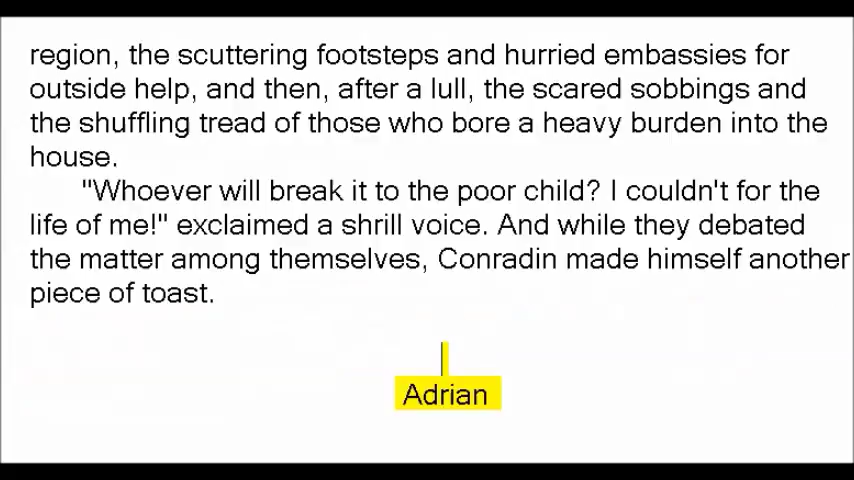 region, the scuttering footsteps and hurried embassies for
outside help, and then, after a lull, the scared sobbings and
the shuffling tread of those who bore a heavy burden into the
house.
"Whoever will break it to the poor child? I couldn't for the
life of me!" exclaimed a shrill voice. And while they debated
the matter among themselves, Conradin made himself another
piece of toast.
Adrian